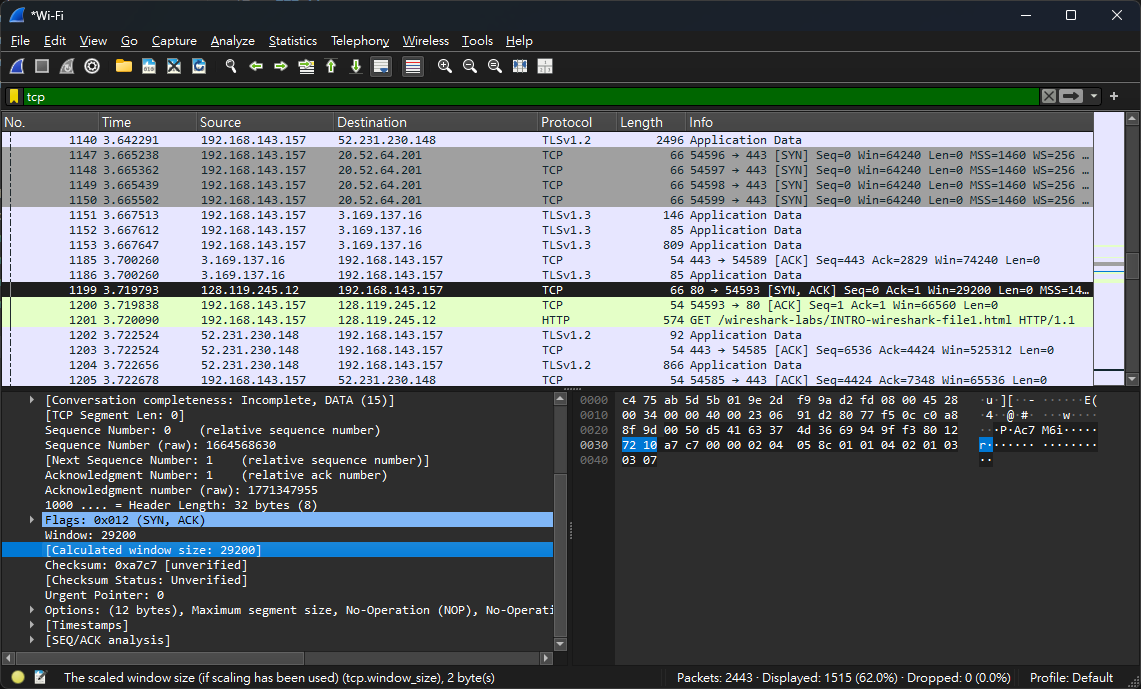 *Wi-Fi
File Edit View Go Capture Analyze Statistics Telephony Wireless Tools Help
tcp
No. Time Source Destination Protocol Length Info
1140 3.642291 192.168.143.157 52.231.230.148 TLSv1.2 2496 Application Data
1147 3.665238 192.168.143.157 20.52.64.201 TCP 66 54596 → 443 [SYN] Seq=0 Win=64240 Len=0 MSS=1460 WS=256 …
1148 3.665362 192.168.143.157 20.52.64.201 TCP 66 54597 → 443 [SYN] Seq=0 Win=64240 Len=0 MSS=1460 WS=256 …
1149 3.665439 192.168.143.157 20.52.64.201 TCP 66 54598 → 443 [SYN] Seq=0 Win=64240 Len=0 MSS=1460 WS=256 …
1150 3.665502 192.168.143.157 20.52.64.201 TCP 66 54599 → 443 [SYN] Seq=0 Win=64240 Len=0 MSS=1460 WS=256 …
1151 3.667513 192.168.143.157 3.169.137.16 TLSv1.3 146 Application Data
1152 3.667612 192.168.143.157 3.169.137.16 TLSv1.3 85 Application Data
1153 3.667647 192.168.143.157 3.169.137.16 TLSv1.3 809 Application Data
1185 3.700260 3.169.137.16 192.168.143.157 TCP 54 443 → 54589 [ACK] Seq=443 Ack=2829 Win=74240 Len=0
1186 3.700260 3.169.137.16 192.168.143.157 TLSv1.3 85 Application Data
1199 3.719793 128.119.245.12 192.168.143.157 TCP 66 80 → 54593 [SYN, ACK] Seq=0 Ack=1 Win=29200 Len=0 MSS=14…
1200 3.719838 192.168.143.157 128.119.245.12 TCP 54 54593 → 80 [ACK] Seq=1 Ack=1 Win=66560 Len=0
1201 3.720090 192.168.143.157 128.119.245.12 HTTP 574 GET /wireshark-labs/INTRO-wireshark-file1.html HTTP/1.1
1202 3.722524 52.231.230.148 192.168.143.157 TLSv1.2 92 Application Data
1203 3.722524 52.231.230.148 192.168.143.157 TCP 54 443 → 54585 [ACK] Seq=6536 Ack=4424 Win=525312 Len=0
1204 3.722656 52.231.230.148 192.168.143.157 TLSv1.2 866 Application Data
1205 3.722678 192.168.143.157 52.231.230.148 TCP 54 54585 → 443 [ACK] Seq=4424 Ack=7348 Win=65536 Len=0
[Conversation completeness: Incomplete, DATA (15)]
[TCP Segment Len: 0]
Sequence Number: 0 (relative sequence number)
Sequence Number (raw): 1664568630
[Next Sequence Number: 1 (relative sequence number)]
Acknowledgment Number: 1 (relative ack number)
Acknowledgment number (raw): 1771347955
1000 .... = Header Length: 32 bytes (8)
Flags: 0x012 (SYN, ACK)
Window: 29200
[Calculated window size: 29200]
Checksum: 0xa7c7 [unverified]
[Checksum Status: Unverified]
Urgent Pointer: 0
Options: (12 bytes), Maximum segment size, No-Operation (NOP), No-Operati
[Timestamps]
[SEQ/ACK analysis]
0000 c4 75 ab 5d 5b 01 9e 2d f9 9a d2 fd 08 00 45 28 ·u·][··- ······E(
0010 00 34 00 00 40 00 23 06 91 d2 80 77 f5 0c c0 a8 ·4··@·#· ···w····
0020 8f 9d 00 50 d5 41 63 37 4d 36 69 94 9f f3 80 12 ···P·Ac7 M6i·····
0030 72 10 a7 c7 00 00 02 04 05 8c 01 01 04 02 01 03 r······· ········
0040 03 07 ··
The scaled window size (if scaling has been used) (tcp.window_size), 2 byte(s)
Packets: 2443 · Displayed: 1515 (62.0%) · Dropped: 0 (0.0%)
Profile: Default